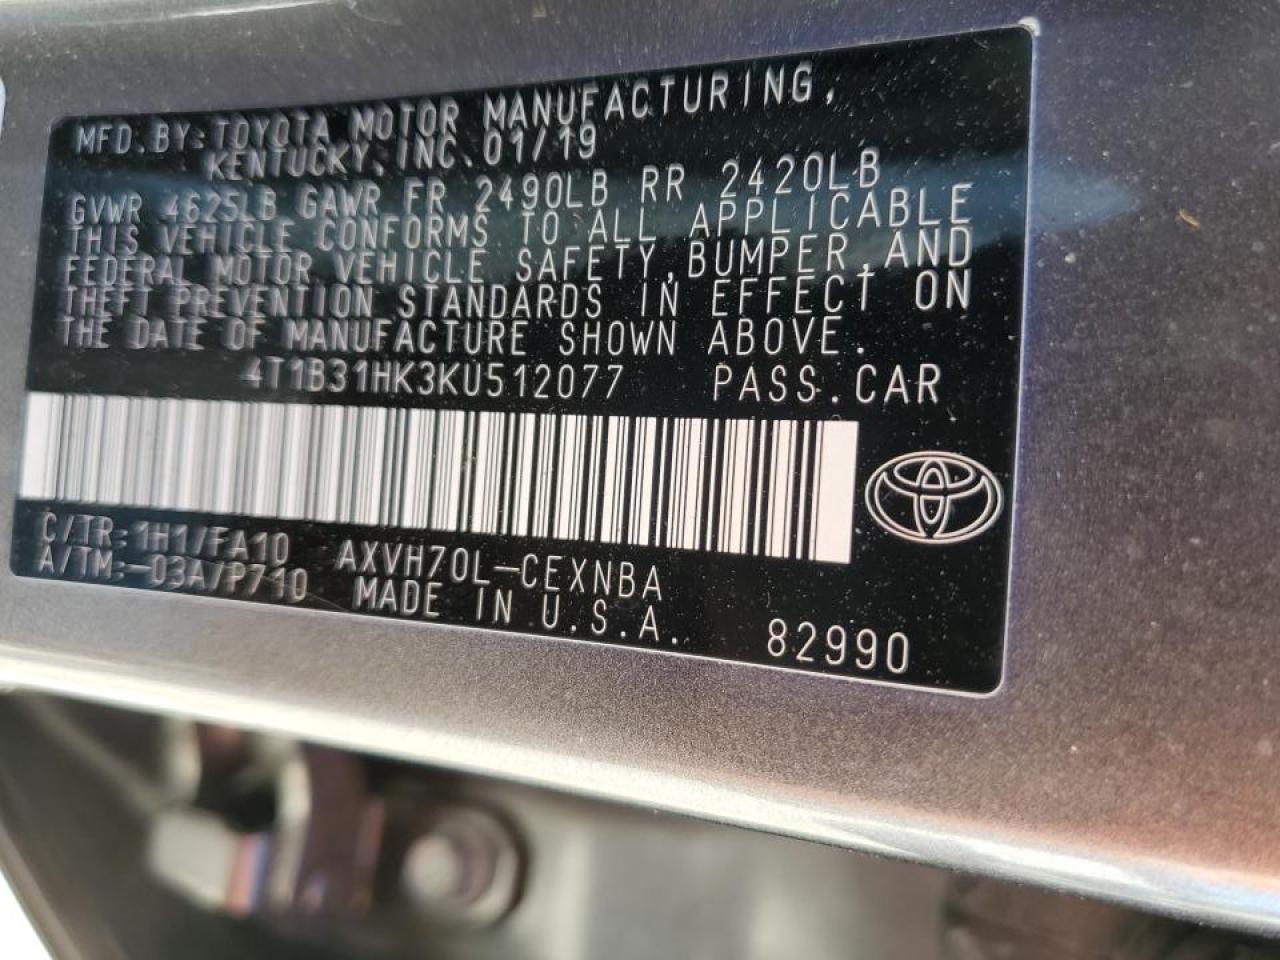 MFD.BY:TOYOTA MOTOR MANUFACTURING,
KENTUCKY,INC.01/19
GVWR 4625LB GAWR FR 2490LB RR 2420LB
THIS VEHICLE CONFORMS TO ALL APPLICABLE
FEDERAL MOTOR VEHICLE SAFETY,BUMPER,AND
THEFT PREVENTION STANDARDS IN EFFECT ON
THE DATE OF MANUFACTURE SHOWN ABOVE.
4T1B31HK3KU512077 PASS.CAR
C/TR:1H1/FA10 AXVH70L-CEXNBA
A/TM:-03A/P710 MADE IN U.S.A. 82990